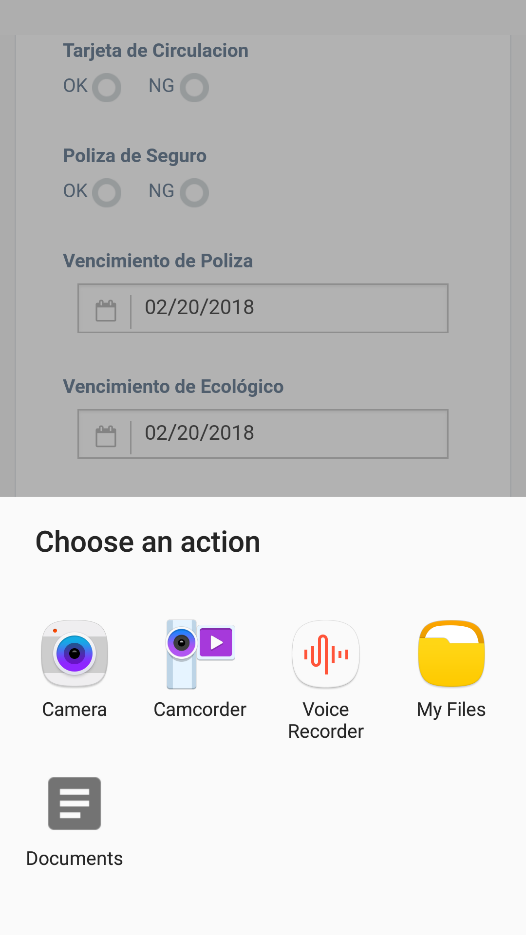 Tarjeta de Circulacion
OK NG
Poliza de Seguro
OK NG
Vencimiento de Poliza
02/20/2018
Vencimiento de Ecológico
02/20/2018
Choose an action
Camera Camcorder Voice Recorder My Files
Documents